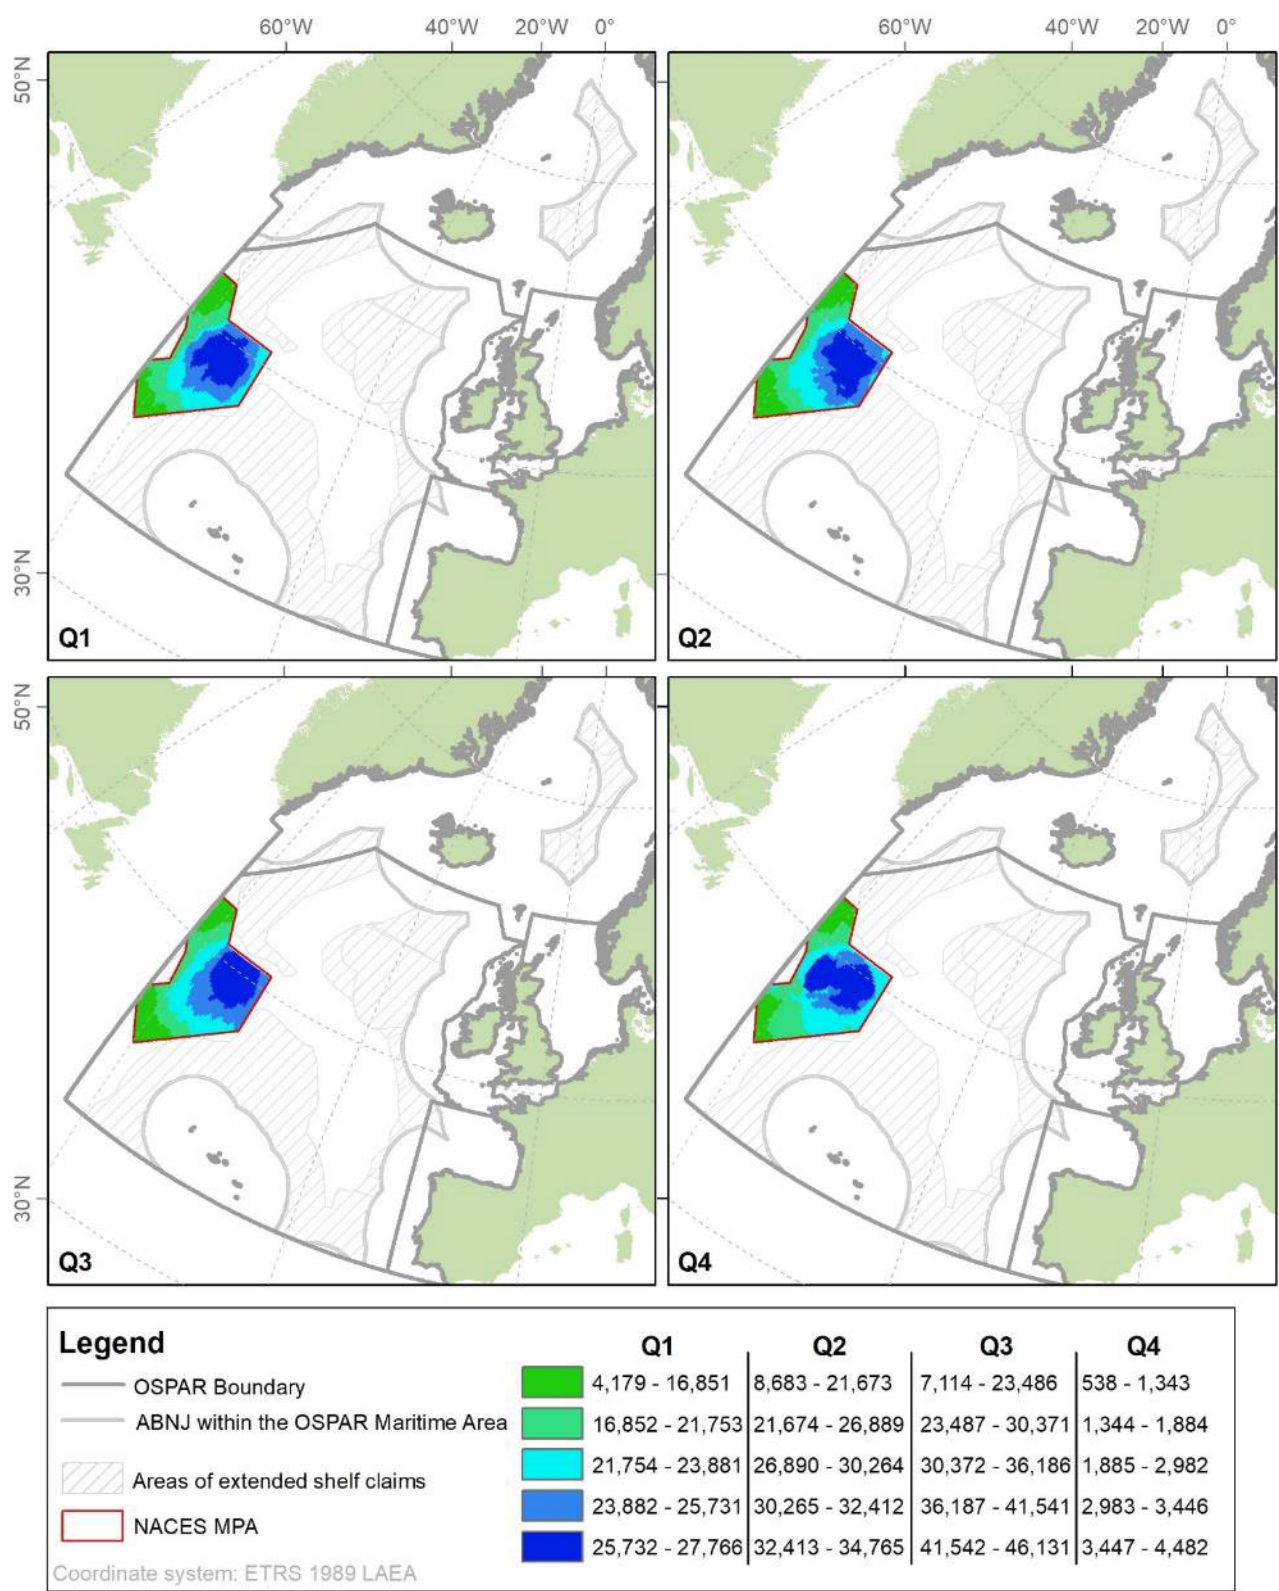 60°W 40°W 20°W 0° 60°W 40°W 20°W 0°
50°N
30°N
Q1 Q2
50°N
30°N
Q3 Q4
Legend Q1 Q2 Q3 Q4
OSPAR Boundary 4,179 - 16,851 8,683 - 21,673 7,114 - 23,486 538 - 1,343
ABNJ within the OSPAR Maritime Area 16,852 - 21,753 21,674 - 26,889 23,487 - 30,371 1,344 - 1,884
Areas of extended shelf claims 21,754 - 23,881 26,890 - 30,264 30,372 - 36,186 1,885 - 2,982
NACES MPA 23,882 - 25,731 30,265 - 32,412 36,187 - 41,541 2,983 - 3,446
25,732 - 27,766 32,413 - 34,765 41,542 - 46,131 3,447 - 4,482
Coordinate system: ETRS 1989 LAEA